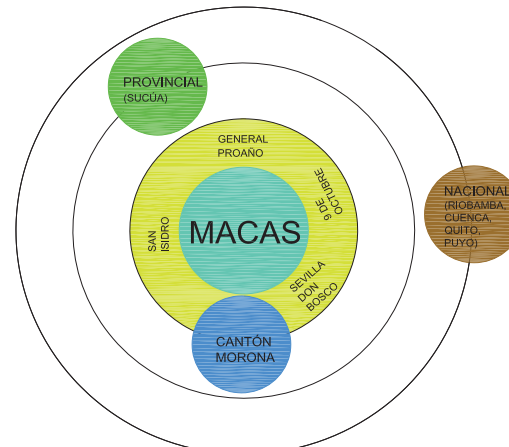 PROVINCIAL
(SUCÚA)
GENERAL
PROAÑO
9 DE
OCTUBRE
NACIONAL
(RIOBAMBA,
CUENCA,
QUITO,
PUYO)
SAN
ISIDRO
MACAS
SEVILLA
DON
BOSCO
CANTÓN
MORONA